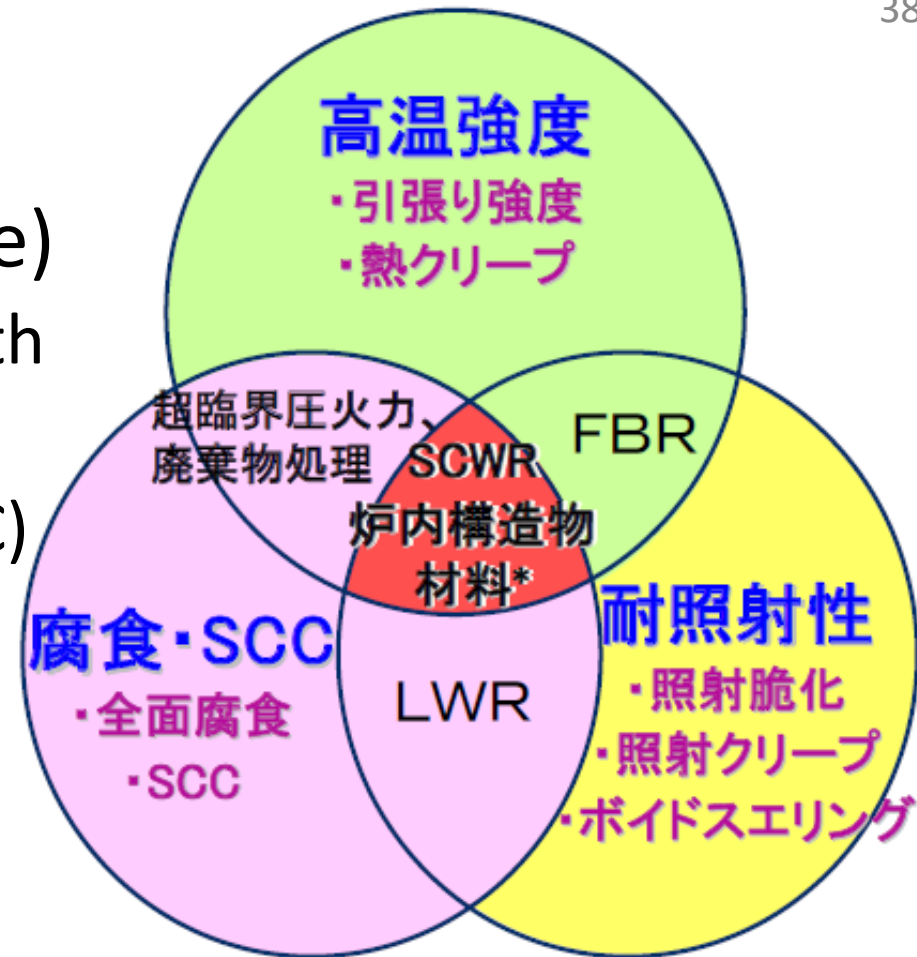 38
高温強度
・引張り強度
・熱クリープ
e)
th
超臨界圧火力、
廃棄物処理
SCWR
炉内構造物
材料*
FBR
C)
腐食・SCC
・全面腐食
・SCC
LWR
耐照射性
・照射脆化
・照射クリープ
・ボイドスエリング